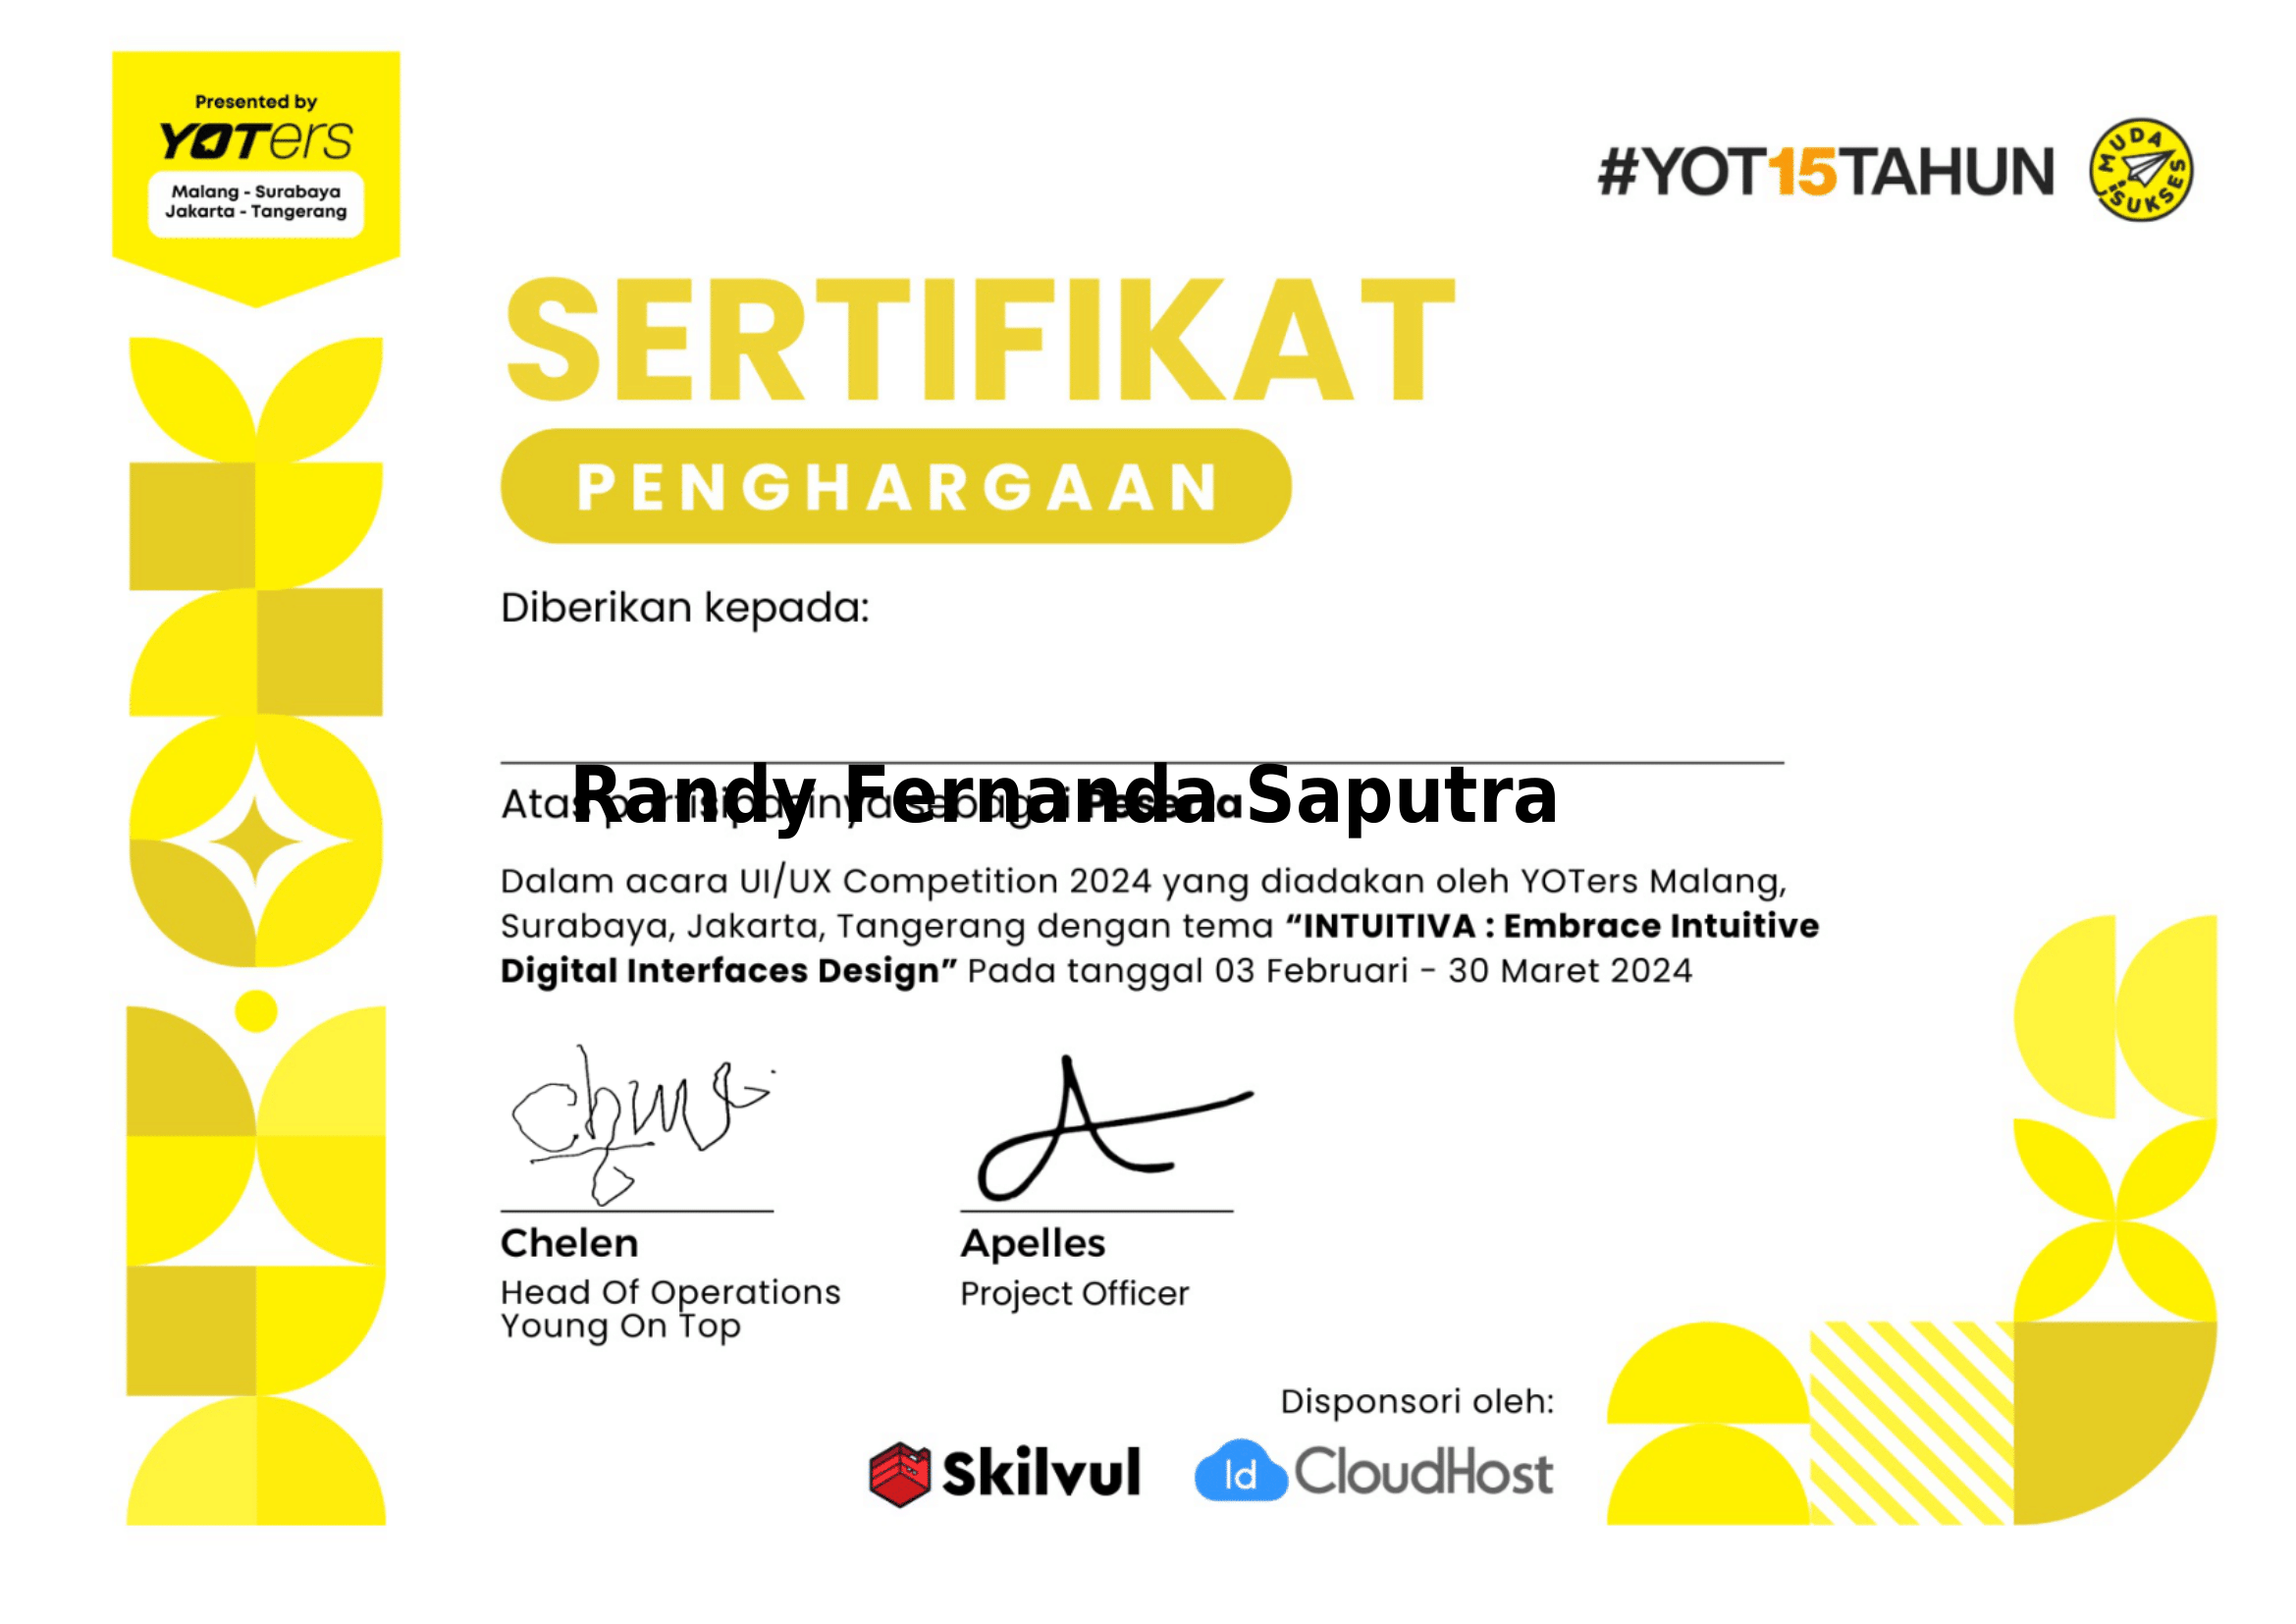 Presented by
YOTers
Malang - Surabaya
Jakarta - Tangerang
#YOT15TAHUN
MUDA
SUKSES
SERTIFIKAT
PENGHARGAAN
Diberikan kepada:
Randy Fernanda Saputra
Atas partisipasinya sebagai Peserta
Dalam acara UI/UX Competition 2024 yang diadakan oleh YOTers Malang,
Surabaya, Jakarta, Tangerang dengan tema “INTUITIVA : Embrace Intuitive
Digital Interfaces Design” Pada tanggal 03 Februari - 30 Maret 2024
Chelen
Head Of Operations
Young On Top
Apelles
Project Officer
Disponsori oleh:
Skilvul
Id CloudHost